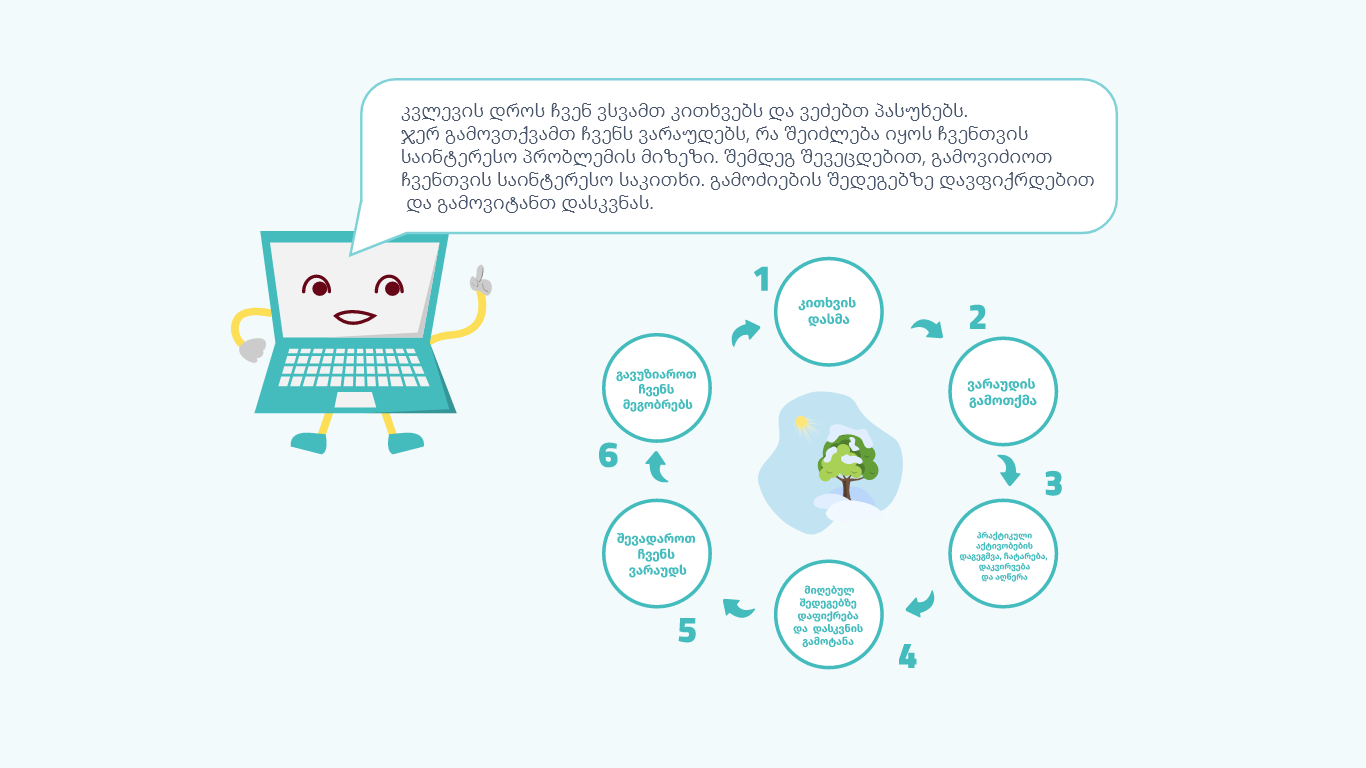 კვლევის დროს ჩვენ ვსვამთ კითხვებს და ვეძებთ პასუხებს.
ჯერ გამოვთქვამთ ჩვენს ვარაუდებს, რა შეიძლება იყოს ჩვენთვის
საინტერესო პრობლემის მიზეზი. შემდეგ შევეცდებით, გამოვიძიოთ
ჩვენთვის საინტერესო საკითხი. გამოძიების შედეგებზე დავფიქრდებით
და გამოვიტანთ დასკვნას.
1
კითხვის
დასმა
2
ვარაუდის
გამოთქმა
3
პრაქტიკული
აქტივობების
დაგეგმვა, ჩატარება,
დაკვირვება
და აღწერა
4
მიღებულ
შედეგებზე
დაფიქრება
და დასკვნის
გამოტანა
5
შევადაროთ
ჩვენს
ვარაუდს
6
გავუზიაროთ
ჩვენს
მეგობრებს